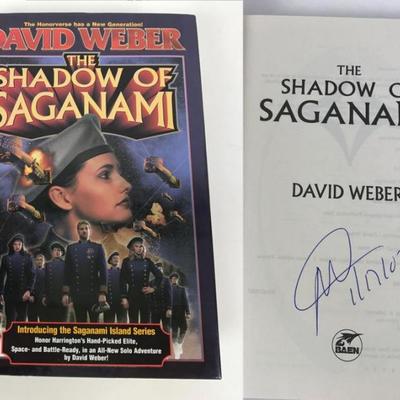 The Honorverse has a New Generation!
DAVID WEBER
THE
SHADOW OF
SAGANAMI
Introducing the Saganami Island Series
Honor Harrington's Hand-Picked Elite,
Space- and Battle-Ready, in an All-New Solo Adventure
by David Weber!
THE
SHADOW O
SAGANAM
DAVID WEBER
BAEN